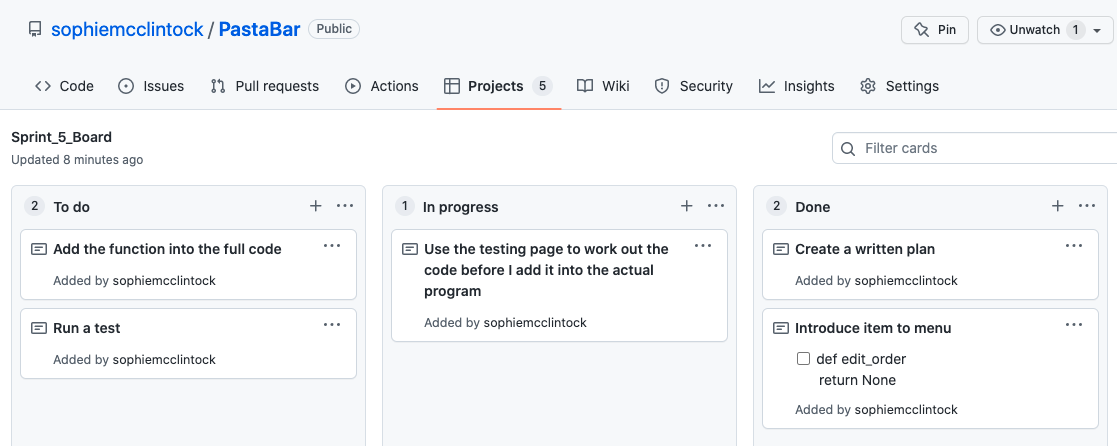 sophiemcclintock / PastaBar Public
Pin
Unwatch 1
Code Issues Pull requests Actions Projects 5 Wiki Security Insights Settings
Sprint_5_Board
Updated 8 minutes ago
Filter cards
2 To do
Add the function into the full code
Added by sophiemcclintock
Run a test
Added by sophiemcclintock
1 In progress
Use the testing page to work out the
code before I add it into the actual
program
Added by sophiemcclintock
2 Done
Create a written plan
Added by sophiemcclintock
Introduce item to menu
def edit_order
return None
Added by sophiemcclintock